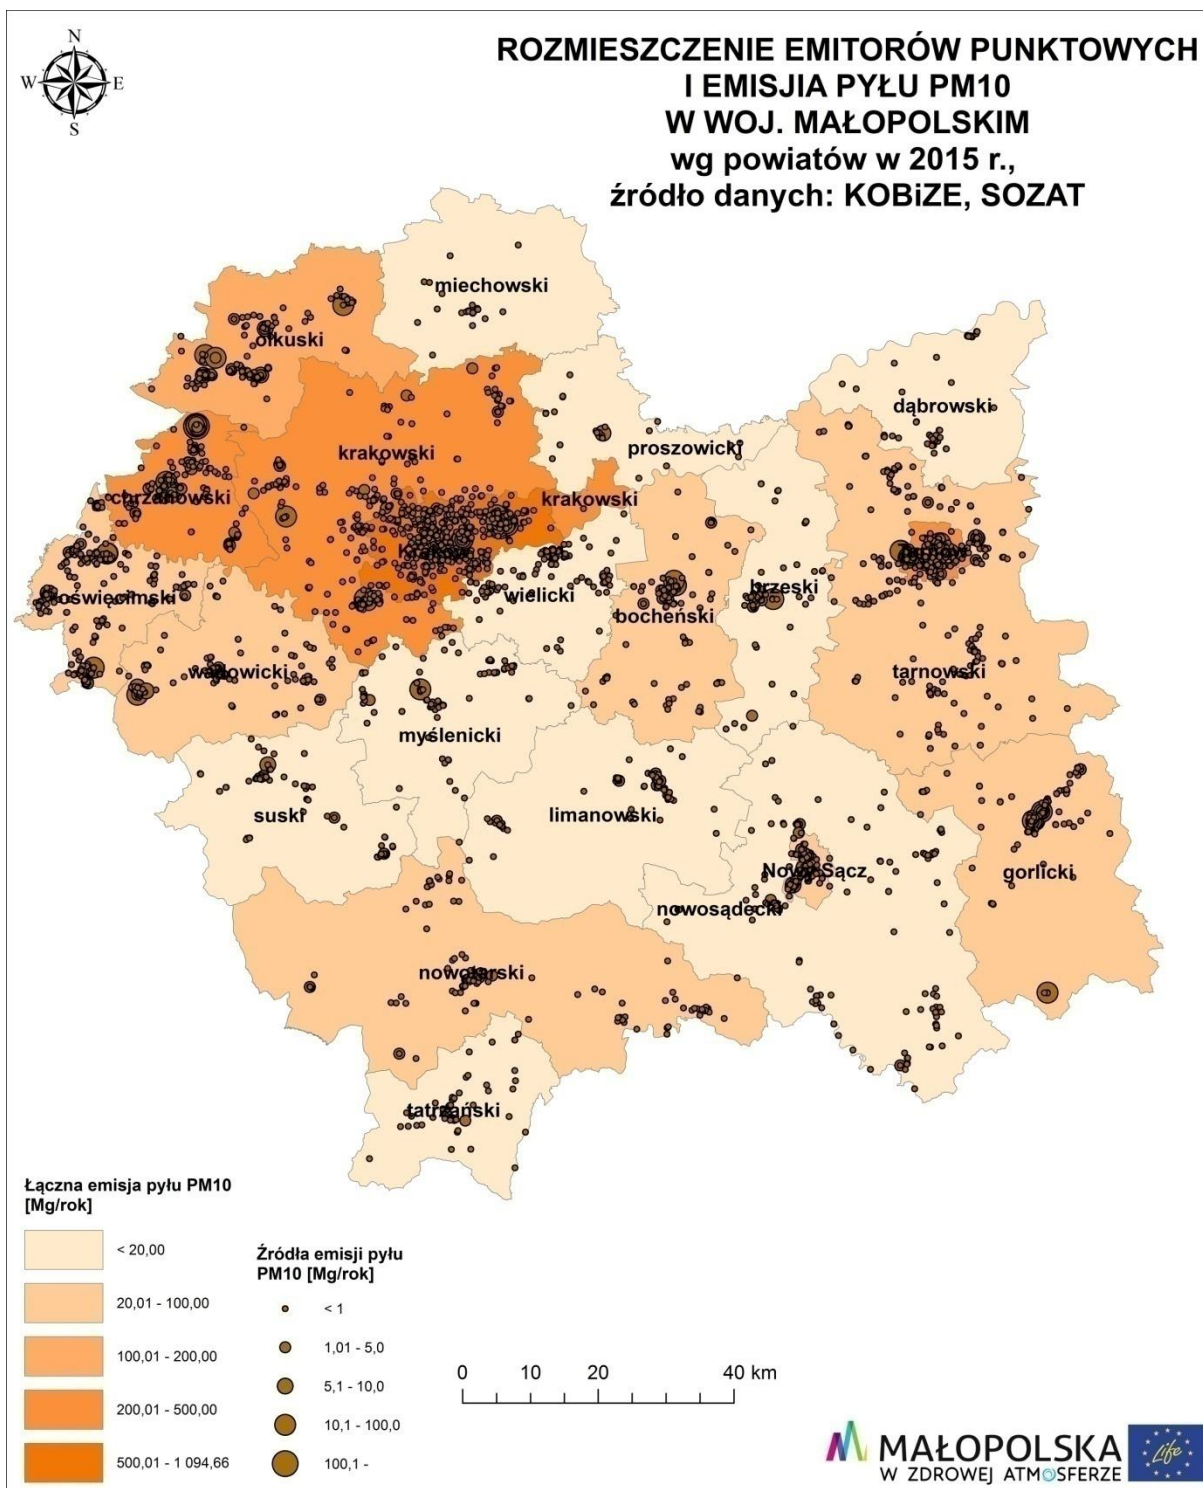 N
W E
S
ROZMIESZCZENIE EMITORÓW PUNKTOWYCH
I EMISJIA PYŁU PM10
W WOJ. MAŁOPOLSKIM
wg powiatów w 2015 r.,
źródło danych: KOBiZE, SOZAT
miechowski
olkuski
dąbrowski
krakowski
proszowicki
chrzanowski
krakowski
Kraków
Tarnów
oświęcimski
wielicki
brzeski
bocheński
wadowicki
tarnowski
myślenicki
suski
limanowski
Nowy Sącz
gorlicki
nowosądecki
nowotarski
tatrzański
Łączna emisja pyłu PM10
[Mg/rok]
< 20,00
20,01 - 100,00
100,01 - 200,00
200,01 - 500,00
500,01 - 1 094,66
Źródła emisji pyłu
PM10 [Mg/rok]
< 1
1,01 - 5,0
5,1 - 10,0
10,1 - 100,0
100,1 -
0 10 20 40 km
MAŁOPOLSKA
W ZDROWEJ ATMOSFERZE
Life